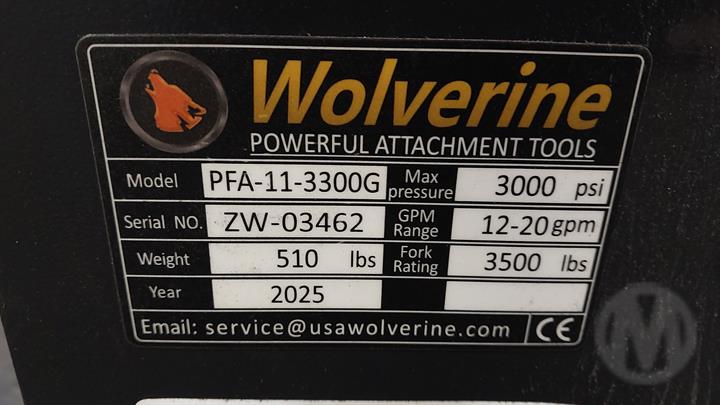 Wolverine
POWERFUL ATTACHMENT TOOLS
Model PFA-11-3300G Max pressure 3000 psi
Serial NO. ZW-03462 GPM Range 12-20 gpm
Weight 510 lbs Fork Rating 3500 lbs
Year 2025
Email: service@usawolverine.com CE
M